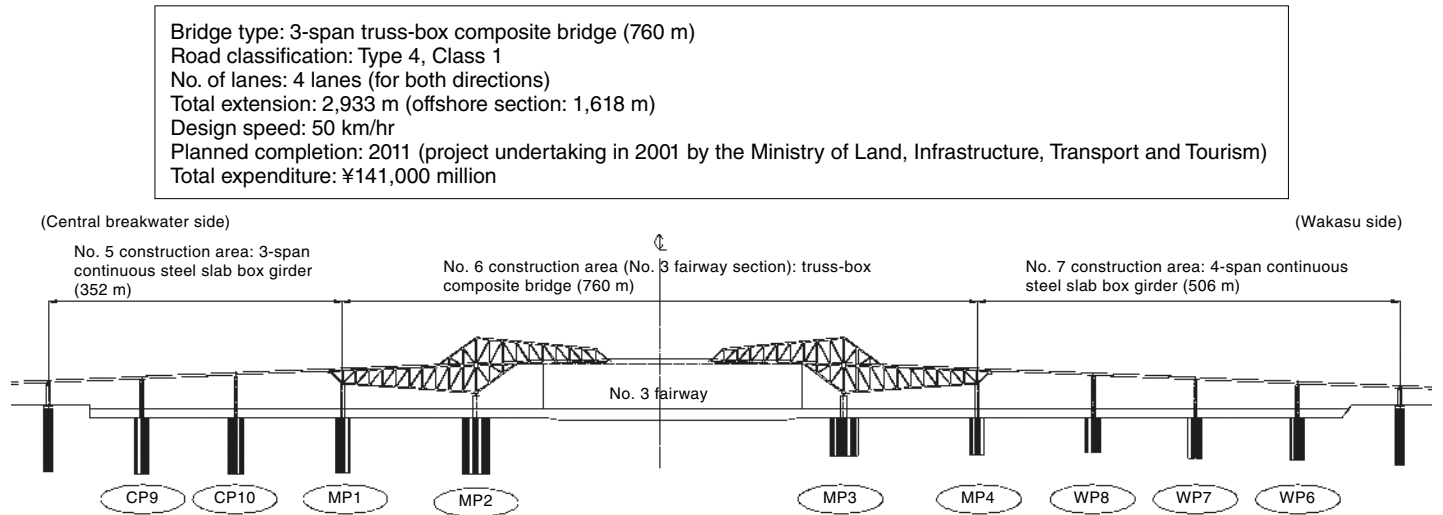 Bridge type: 3-span truss-box composite bridge (760 m)
Road classification: Type 4, Class 1
No. of lanes: 4 lanes (for both directions)
Total extension: 2,933 m (offshore section: 1,618 m)
Design speed: 50 km/hr
Planned completion: 2011 (project undertaking in 2001 by the Ministry of Land, Infrastructure, Transport and Tourism)
Total expenditure: ¥141,000 million
(Central breakwater side)
(Wakasu side)
No. 5 construction area: 3-span
continuous steel slab box girder
(352 m)
℄
No. 6 construction area (No. 3 fairway section): truss-box
composite bridge (760 m)
No. 7 construction area: 4-span continuous
steel slab box girder (506 m)
No. 3 fairway
CP9
CP10
MP1
MP2
MP3
MP4
WP8
WP7
WP6